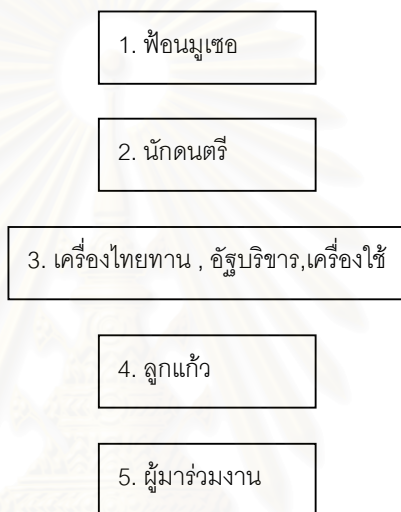 1. ฟ้อนมูเซอ
2. นักดนตรี
3. เครื่องไทยทาน , อัฐบริขาร,เครื่องใช้
4. ลูกแก้ว
5. ผู้มาร่วมงาน